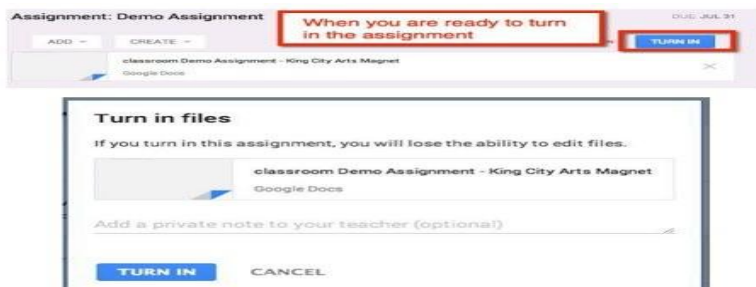 Assignment: Demo Assignment
When you are ready to turn
in the assignment
DUE JUL 31
ADD
CREATE
TURN IN
classroom Demo Assignment - King City Arts Magnet
Google Docs
Turn in files
If you turn in this assignment, you will lose the ability to edit files.
classroom Demo Assignment - King City Arts Magnet
Google Docs
Add a private note to your teacher (optional)
TURN IN CANCEL